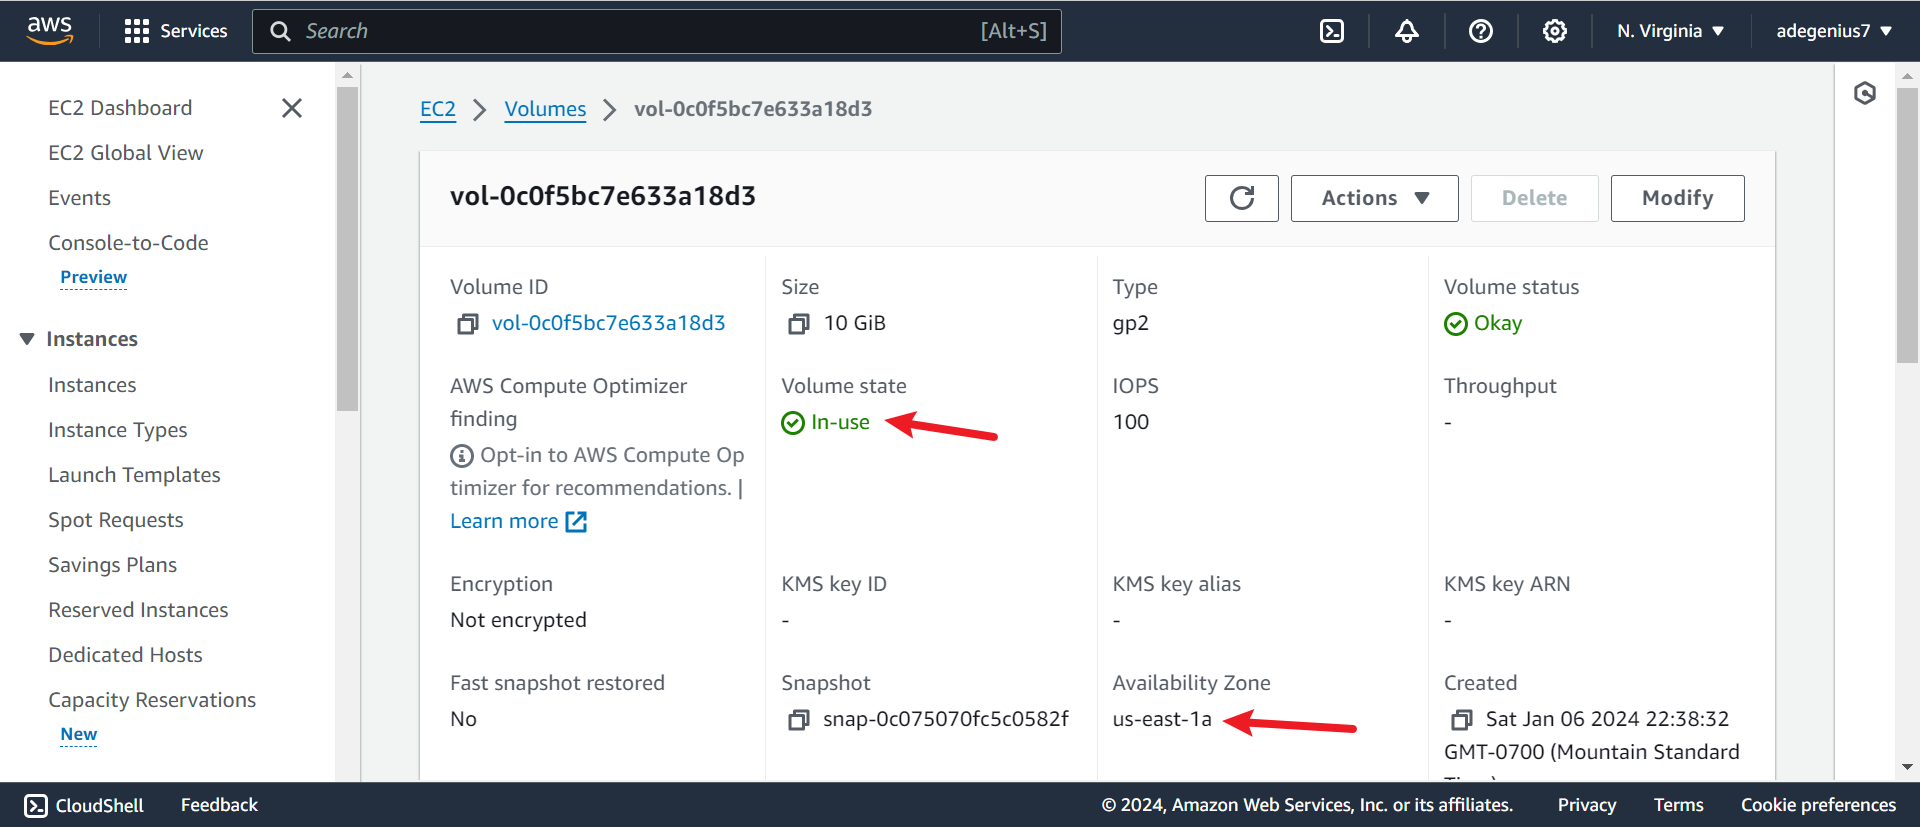 aws
Services
Search
[Alt+S]
N. Virginia
adegenius7
EC2 Dashboard
EC2 Global View
Events
Console-to-Code
Preview
Instances
Instances
Instance Types
Launch Templates
Spot Requests
Savings Plans
Reserved Instances
Dedicated Hosts
Capacity Reservations
New
EC2
Volumes
vol-0c0f5bc7e633a18d3
vol-0c0f5bc7e633a18d3
Actions
Delete
Modify
Volume ID
vol-0c0f5bc7e633a18d3
Size
10 GiB
Type
gp2
Volume status
Okay
AWS Compute Optimizer
finding
Opt-in to AWS Compute Op
timizer for recommendations. |
Learn more
Volume state
In-use
IOPS
100
Throughput
-
Encryption
Not encrypted
KMS key ID
-
KMS key alias
-
KMS key ARN
-
Fast snapshot restored
No
Snapshot
snap-0c075070fc5c0582f
Availability Zone
us-east-1a
Created
Sat Jan 06 2024 22:38:32
GMT-0700 (Mountain Standard
CloudShell
Feedback
© 2024, Amazon Web Services, Inc. or its affiliates.
Privacy
Terms
Cookie preferences